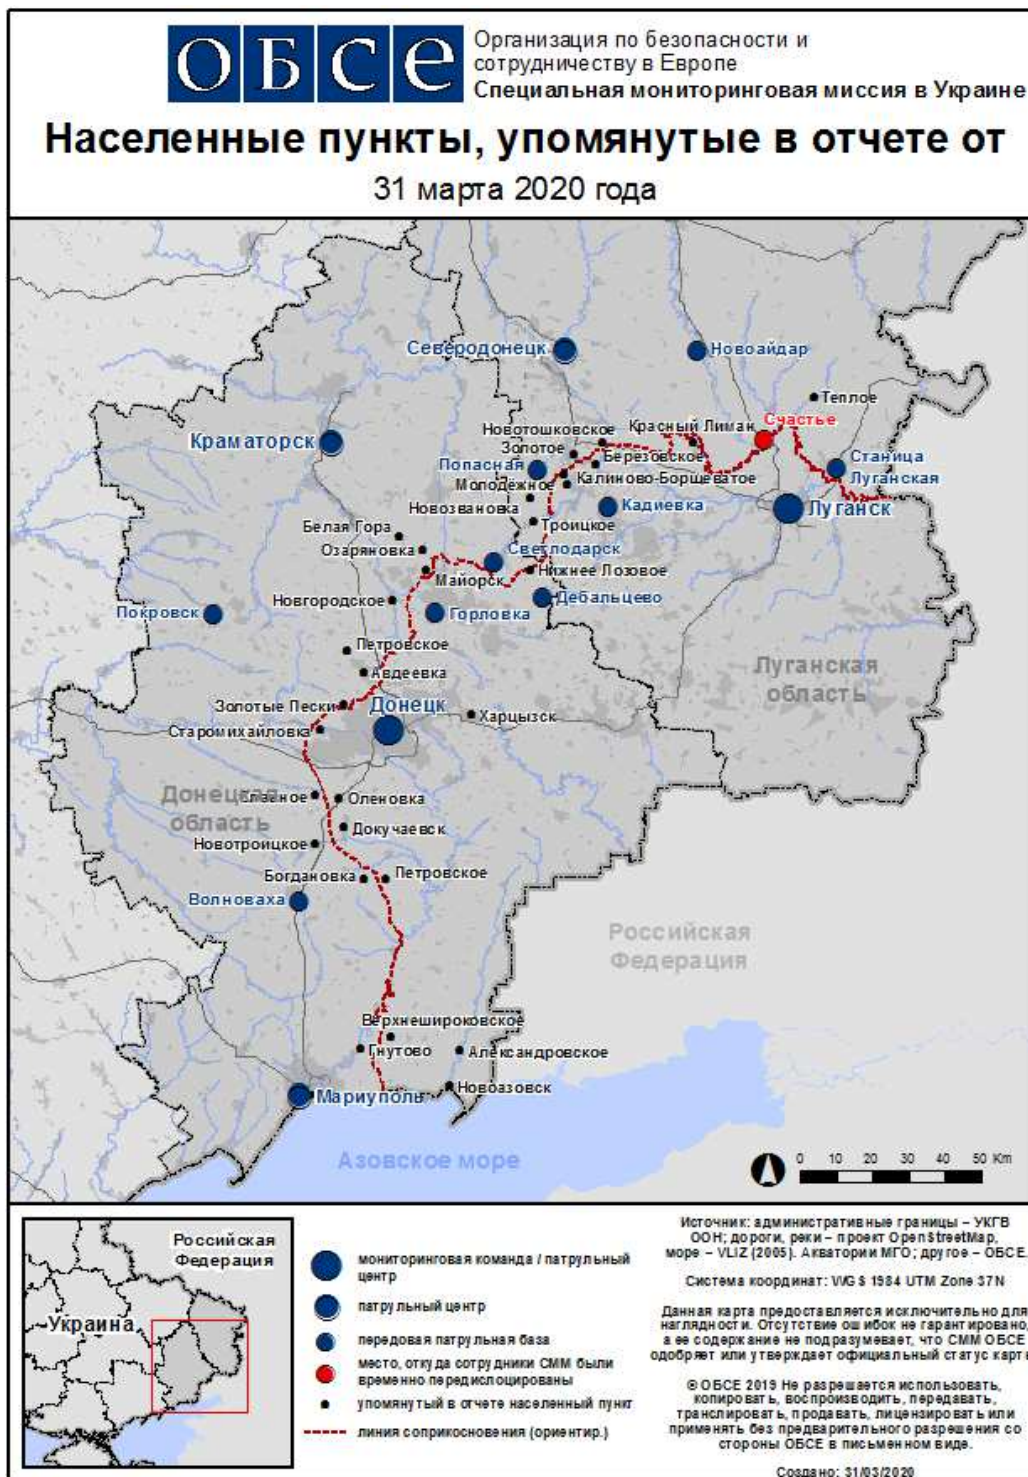 ОБСЕ
Организация по безопасности и
сотрудничеству в Европе
Специальная мониторинговая миссия в Украине
Населенные пункты, упомянутые в отчете от
31 марта 2020 года
Северодонецк
Новоайдар
Теплое
Счастье
Красный Лиман
Новотошковское
Краматорск
Золотое
Березовское
Станица
Луганская
Попасная
Калиново-Борщеватое
Молодёжное
Новозвановка
Кадиевка
Луганск
Троицкое
Белая Гора
Озаряновка
Светлодарск
Майорск
Нижнее Лозовое
Дебальцево
Новгородское
Горловка
Покровск
Петровское
Авдеевка
Луганская
область
Золотые Пески
Донецк
Харцызск
Старомихайловка
Донецкая
область
Оленовка
Докучаевск
Новотроицкое
Богдановка
Петровское
Волноваха
Российская
Федерация
Верхнешироковское
Гнутово
Александровское
Новоазовск
Мариуполь
Азовское море
0 10 20 30 40 50 Km
Российская
Федерация
Украина
мониторинговая команда / патрульный
центр
патрульный центр
передовая патрульная база
место, откуда сотрудники СММ были
временно передислоцированы
упомянутый в отчете населенный пункт
линия соприкосновения (ориентир.)
Источник: административные границы – УКГВ
ООН; дороги, реки – проект OpenStreetMap,
море – VLIZ (2005). Акватории МГО; другое – ОБСЕ.
Система координат: WGS 1984 UTM Zone 37N
Данная карта предоставляется исключительно для
наглядности. Отсутствие ошибок не гарантировано,
а ее содержание не подразумевает, что СММ ОБСЕ
одобряет или утверждает официальный статус карты
© ОБСЕ 2019 Не разрешается использовать,
копировать, воспроизводить, передавать,
транслировать, продавать, лицензировать или
применять без предварительного разрешения со
стороны ОБСЕ в письменном виде.
Создано: 31/03/2020